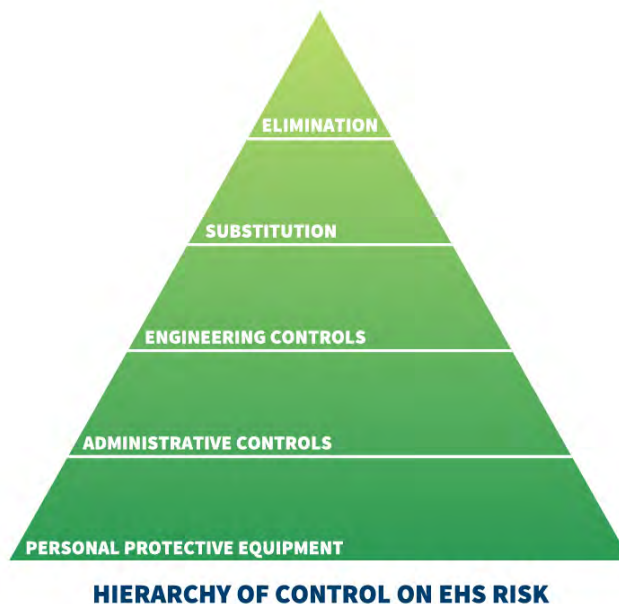 ELIMINATION
SUBSTITUTION
ENGINEERING CONTROLS
ADMINISTRATIVE CONTROLS
PERSONAL PROTECTIVE EQUIPMENT
HIERARCHY OF CONTROL ON EHS RISK